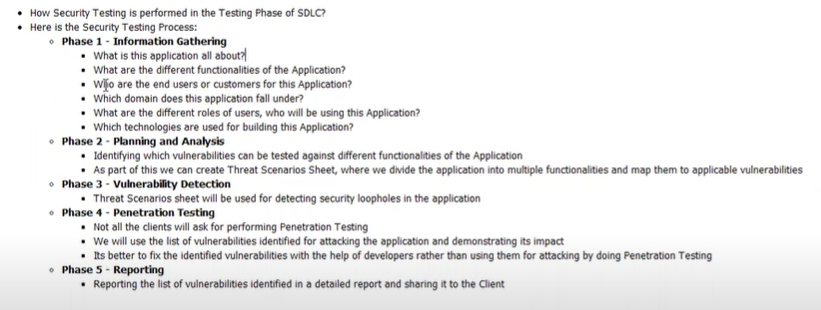 • How Security Testing is performed in the Testing Phase of SDLC?
• Here is the Security Testing Process:
◦ Phase 1 - Information Gathering
▪ What is this application all about?
▪ What are the different functionalities of the Application?
▪ Who are the end users or customers for this Application?
▪ Which domain does this application fall under?
▪ What are the different roles of users, who will be using this Application?
▪ Which technologies are used for building this Application?
◦ Phase 2 - Planning and Analysis
▪ Identifying which vulnerabilities can be tested against different functionalities of the Application
▪ As part of this we can create Threat Scenarios Sheet, where we divide the application into multiple functionalities and map them to applicable vulnerabilities
◦ Phase 3 - Vulnerability Detection
▪ Threat Scenarios sheet will be used for detecting security loopholes in the application
◦ Phase 4 - Penetration Testing
▪ Not all the clients will ask for performing Penetration Testing
▪ We will use the list of vulnerabilities identified for attacking the application and demonstrating its impact
▪ Its better to fix the identified vulnerabilities with the help of developers rather than using them for attacking by doing Penetration Testing
◦ Phase 5 - Reporting
▪ Reporting the list of vulnerabilities identified in a detailed report and sharing it to the Client